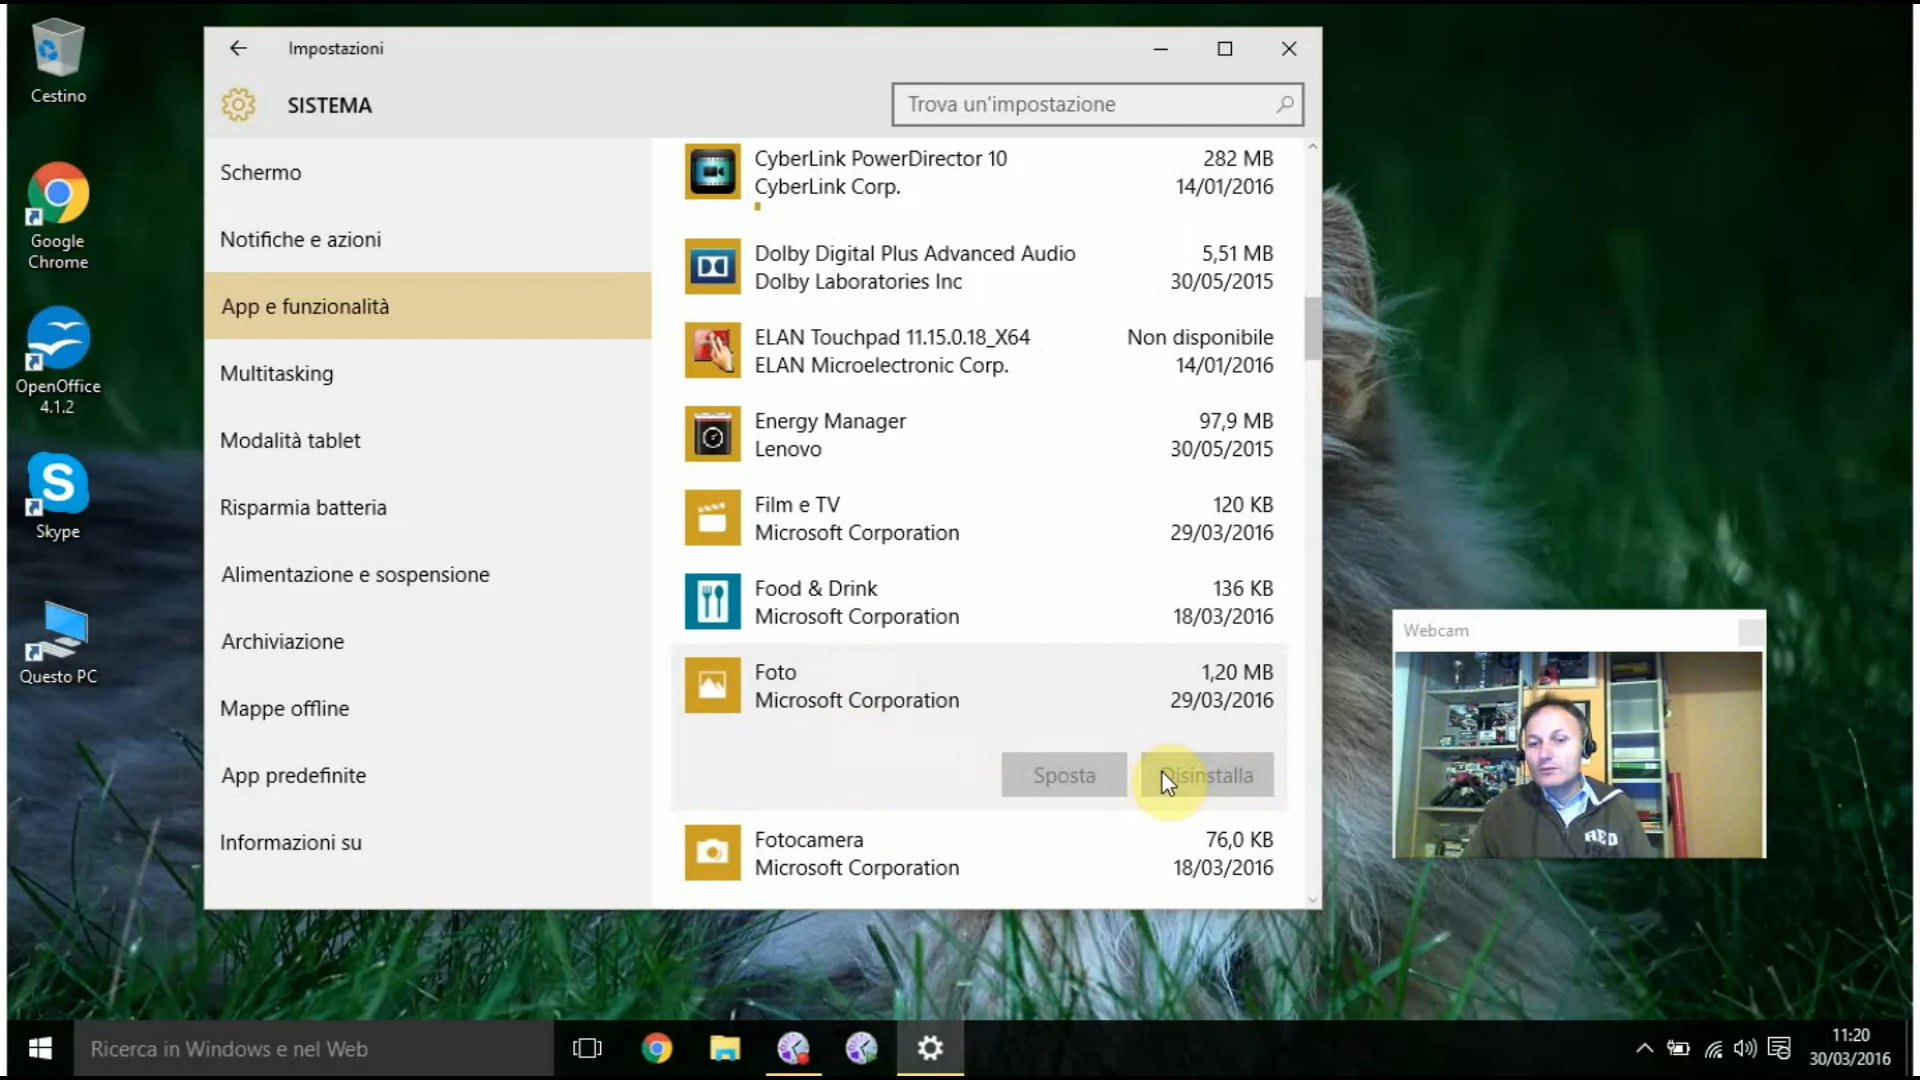 Cestino
Google
Chrome
OpenOffice
4.1.2
Skype
Questo PC
Impostazioni
SISTEMA
Trova un'impostazione
Schermo
Notifiche e azioni
App e funzionalità
Multitasking
Modalità tablet
Risparmia batteria
Alimentazione e sospensione
Archiviazione
Mappe offline
App predefinite
Informazioni su
CyberLink PowerDirector 10 282 MB
CyberLink Corp. 14/01/2016
Dolby Digital Plus Advanced Audio 5,51 MB
Dolby Laboratories Inc 30/05/2015
ELAN Touchpad 11.15.0.18_X64 Non disponibile
ELAN Microelectronic Corp. 14/01/2016
Energy Manager 97,9 MB
Lenovo 30/05/2015
Film e TV 120 KB
Microsoft Corporation 29/03/2016
Food & Drink 136 KB
Microsoft Corporation 18/03/2016
Foto 1,20 MB
Microsoft Corporation 29/03/2016
Sposta Disinstalla
Fotocamera 76,0 KB
Microsoft Corporation 18/03/2016
Webcam
RED
Ricerca in Windows e nel Web
11:20
30/03/2016